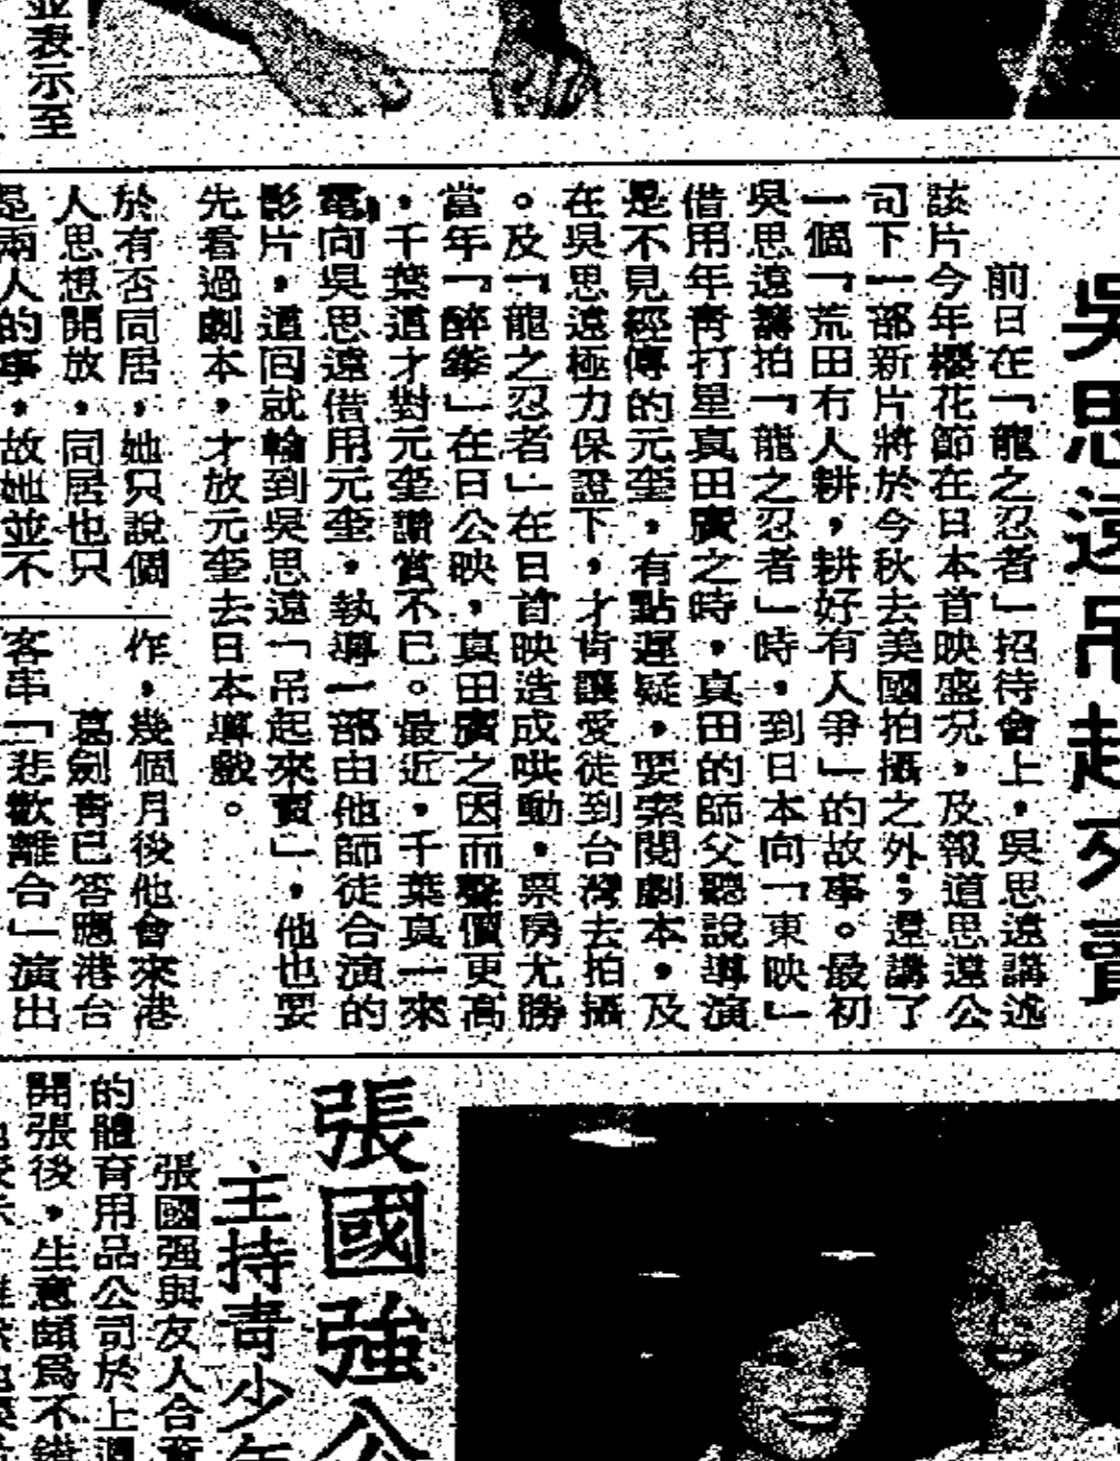 吳思遠吊起來賣
前日在「龍之忍者」招待會上，吳思遠講述
該片今年櫻花節在日本首映盛況，及報道思遠公
司下一部新片將於今秋去美國拍攝之外；還講了
一個「荒田冇人耕，耕好有人爭」的故事。最初
吳思遠籌拍「龍之忍者」時，到日本向「東映」
借用年青打星真田廣之時，真田的師父聽說導演
是不見經傳的元奎，有點遲疑，要索閱劇本，及
在吳思遠極力保證下，才肯讓愛徒到台灣去拍攝
。及「龍之忍者」在日首映造成哄動，票房尤勝
當年「醉拳」在日公映，真田廣之因而聲價更高
，千葉道才對元奎讚賞不已。最近，千葉真一來
電向吳思遠借用元奎，執導一部由他師徒合演的
影片，這回就輪到吳思遠「吊起來賣」，他也要
先看過劇本，才放元奎去日本導戲。
並表示至
於有否同居，她只說個
人思想開放，同居也只
是兩人的事，故她並不
作，幾個月後他會來港
葛劍青已答應港台
客串「悲歡離合」演出
張國強公
主持青少年
張國强與友人合資
的體育用品公司於上週
開張後，生意頗為不錯